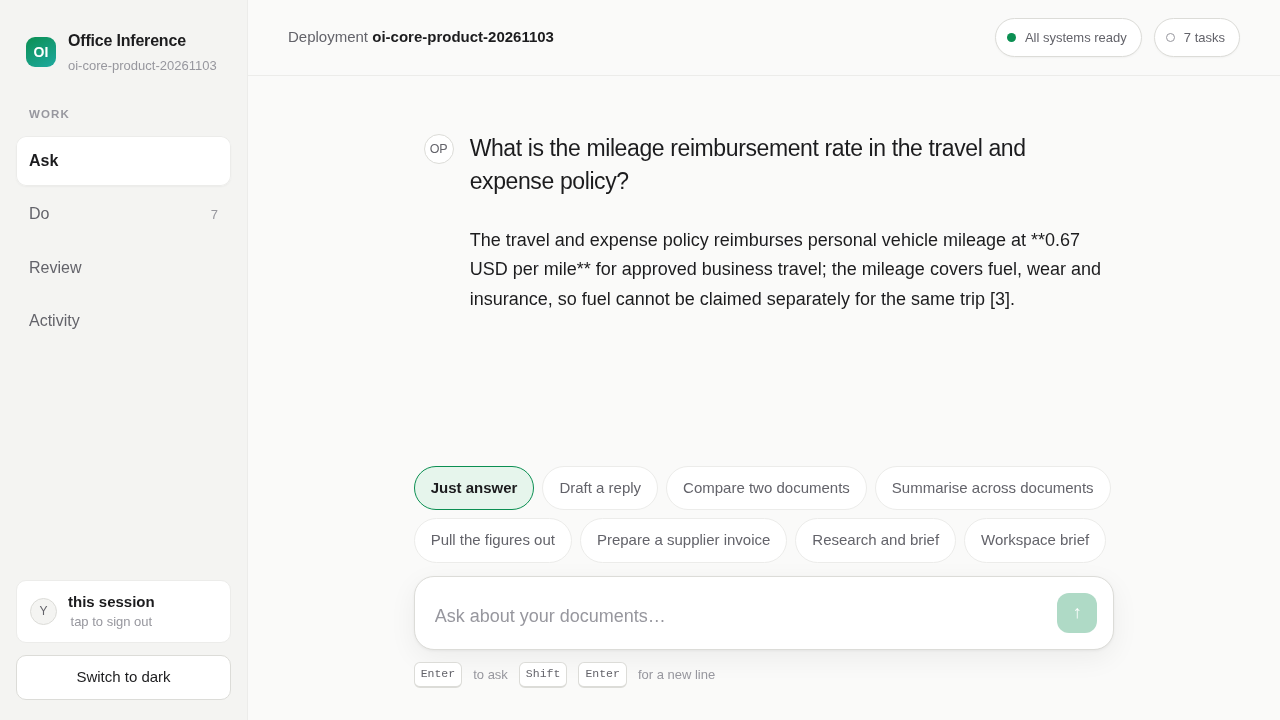 OI
Office Inference
oi-core-product-20261103
WORK
Ask
Do 7
Review
Activity
Y
this session
tap to sign out
Switch to dark
Deployment oi-core-product-20261103
All systems ready
7 tasks
OP
What is the mileage reimbursement rate in the travel and
expense policy?
The travel and expense policy reimburses personal vehicle mileage at **0.67
USD per mile** for approved business travel; the mileage covers fuel, wear and
insurance, so fuel cannot be claimed separately for the same trip [3].
Just answer Draft a reply Compare two documents Summarise across documents
Pull the figures out Prepare a supplier invoice Research and brief Workspace brief
Ask about your documents… ↑
Enter to ask Shift Enter for a new line